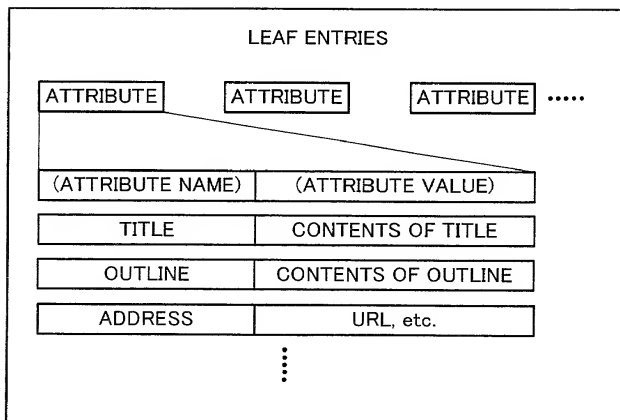 LEAF ENTRIES
ATTRIBUTE ATTRIBUTE ATTRIBUTE ·····
(ATTRIBUTE NAME) (ATTRIBUTE VALUE)
TITLE CONTENTS OF TITLE
OUTLINE CONTENTS OF OUTLINE
ADDRESS URL, etc.